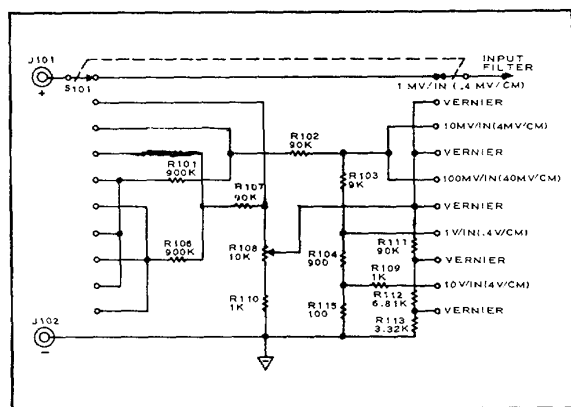 J101
+
S101
INPUT
FILTER
1 MV/IN (.4 MV/CM)
VERNIER
10MV/IN(4MV/CM)
VERNIER
100MV/IN(40MV/CM)
VERNIER
1V/IN(.4V/CM)
VERNIER
10V/IN(4V/CM)
VERNIER
R102
90K
R101
900K
R103
9K
R107
90K
R106
900K
R108
10K
R104
900
R111
90K
R109
1K
R110
1K
R115
100
R112
6.81K
R113
3.32K
J102
−